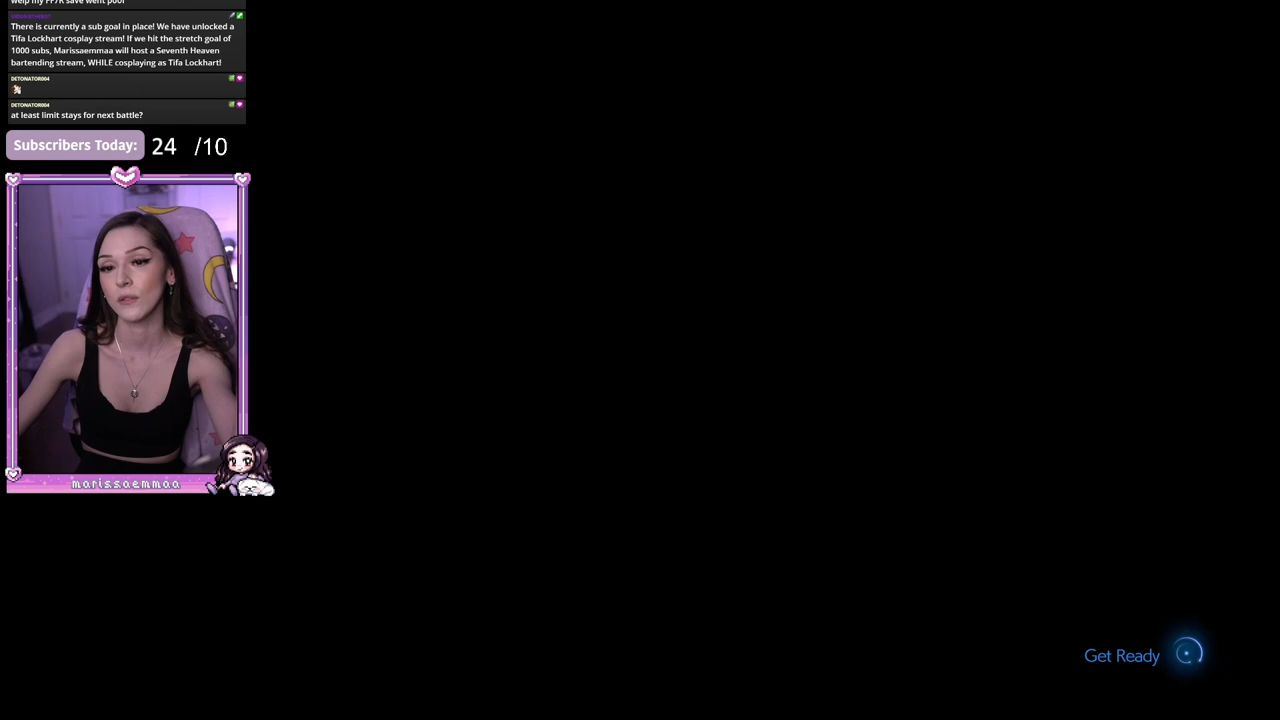 welp my FF7R save went poof
There is currently a sub goal in place! We have unlocked a
Tifa Lockhart cosplay stream! If we hit the stretch goal of
1000 subs, Marissaemmaa will host a Seventh Heaven
bartending stream, WHILE cosplaying as Tifa Lockhart!
DETONATOR004
DETONATOR004
at least limit stays for next battle?
Subscribers Today: 24 /10
marissaemmaa
Get Ready